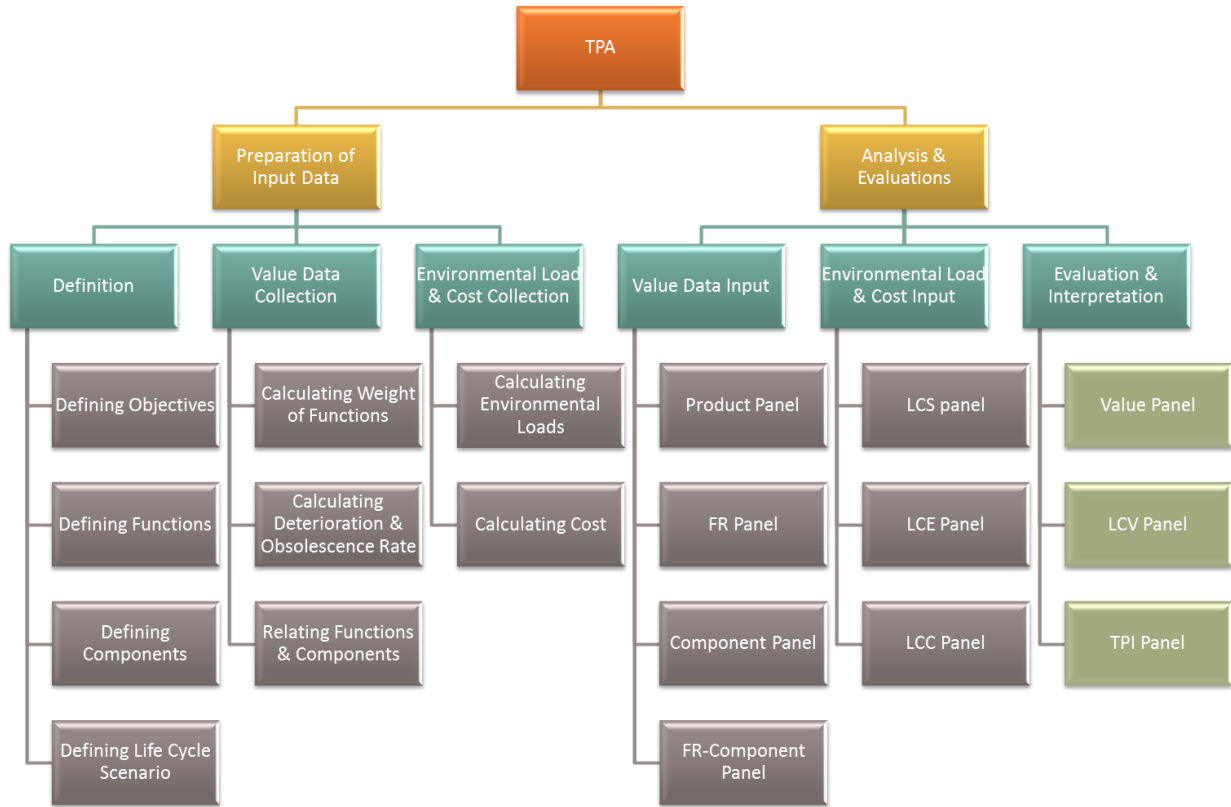 TPA
Preparation of
Input Data
Analysis &
Evaluations
Definition
Value Data
Collection
Environmental Load
& Cost Collection
Value Data Input
Environmental Load
& Cost Input
Evaluation &
Interpretation
Defining Objectives
Defining Functions
Defining
Components
Defining Life Cycle
Scenario
Calculating Weight
of Functions
Calculating
Deterioration &
Obsolescence Rate
Relating Functions
& Components
Calculating
Environmental
Loads
Calculating Cost
Product Panel
FR Panel
Component Panel
FR-Component
Panel
LCS panel
LCE Panel
LCC Panel
Value Panel
LCV Panel
TPI Panel